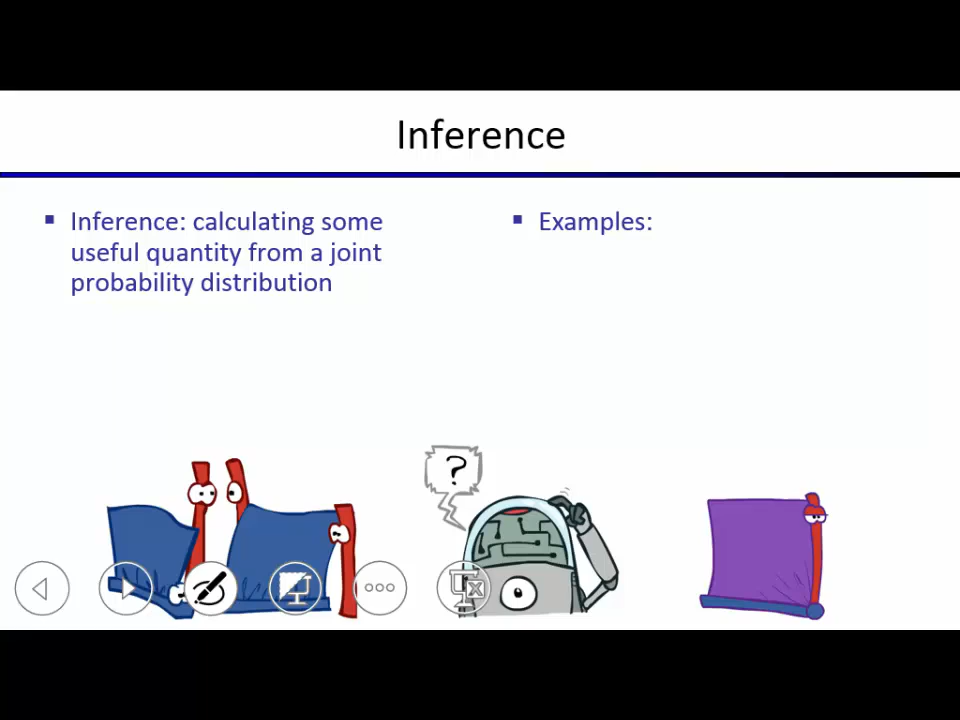 Inference
Inference: calculating some
useful quantity from a joint
probability distribution
Examples:
?